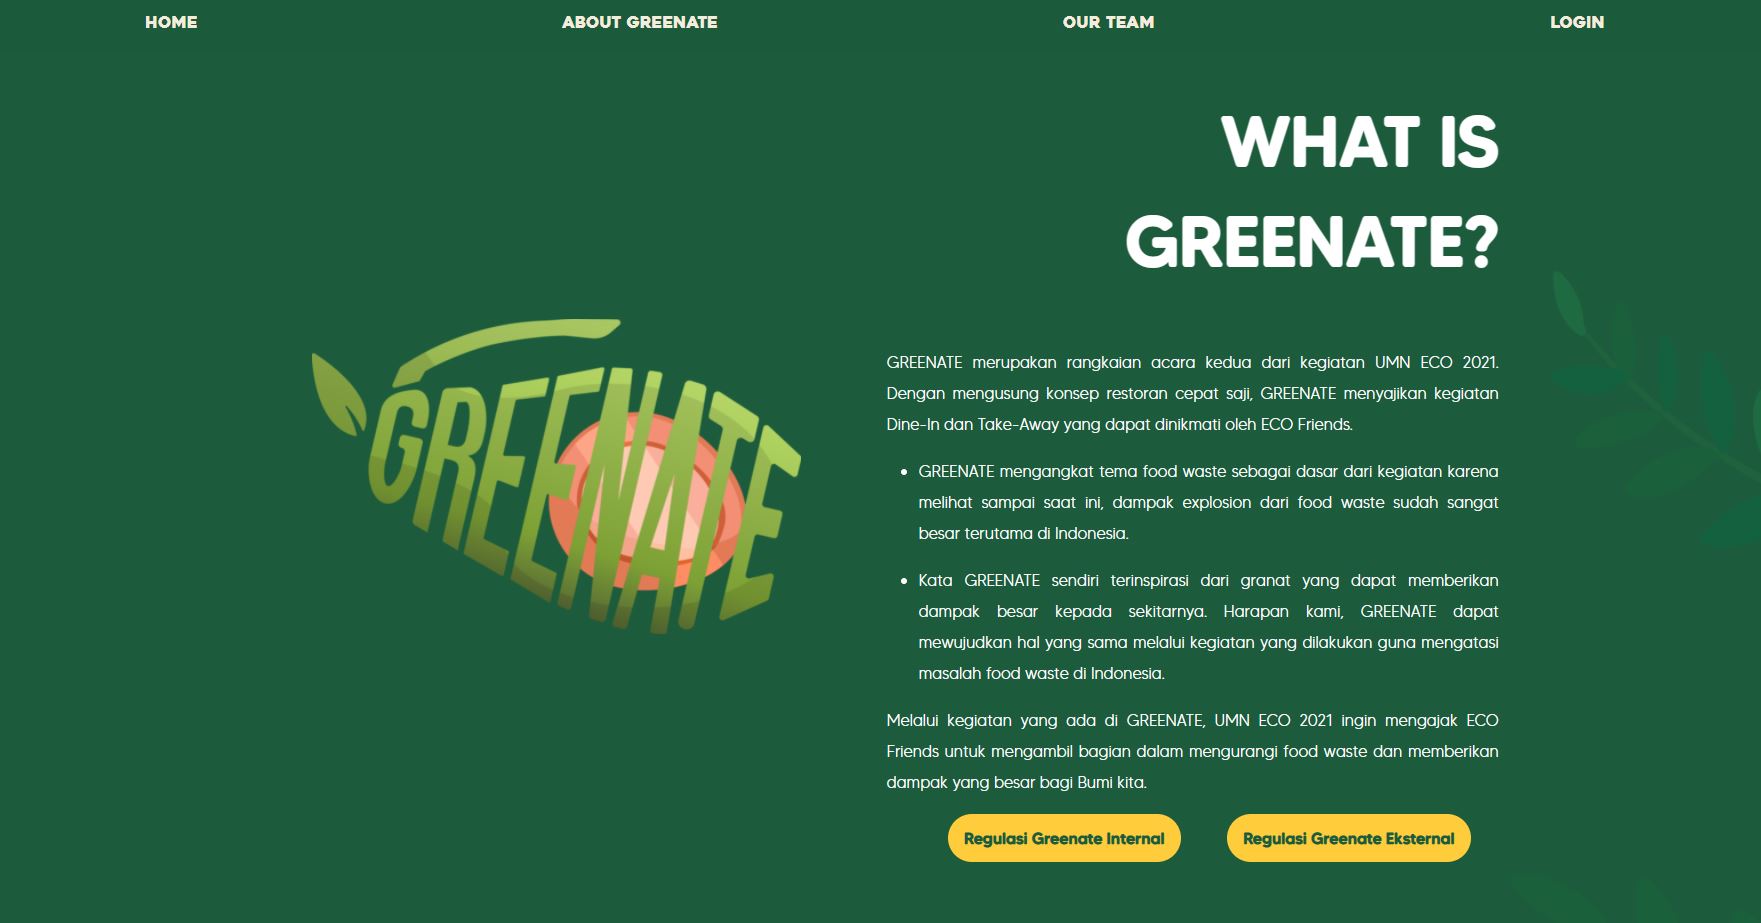 HOME
ABOUT GREENATE
OUR TEAM
LOGIN
WHAT IS
GREENATE?
GREENATE
GREENATE merupakan rangkaian acara kedua dari kegiatan UMN ECO 2021.
Dengan mengusung konsep restoran cepat saji, GREENATE menyajikan kegiatan
Dine-In dan Take-Away yang dapat dinikmati oleh ECO Friends.
• GREENATE mengangkat tema food waste sebagai dasar dari kegiatan karena
melihat sampai saat ini, dampak explosion dari food waste sudah sangat
besar terutama di Indonesia.
• Kata GREENATE sendiri terinspirasi dari granat yang dapat memberikan
dampak besar kepada sekitarnya. Harapan kami, GREENATE dapat
mewujudkan hal yang sama melalui kegiatan yang dilakukan guna mengatasi
masalah food waste di Indonesia.
Melalui kegiatan yang ada di GREENATE, UMN ECO 2021 ingin mengajak ECO
Friends untuk mengambil bagian dalam mengurangi food waste dan memberikan
dampak yang besar bagi Bumi kita.
Regulasi Greenate Internal
Regulasi Greenate Eksternal